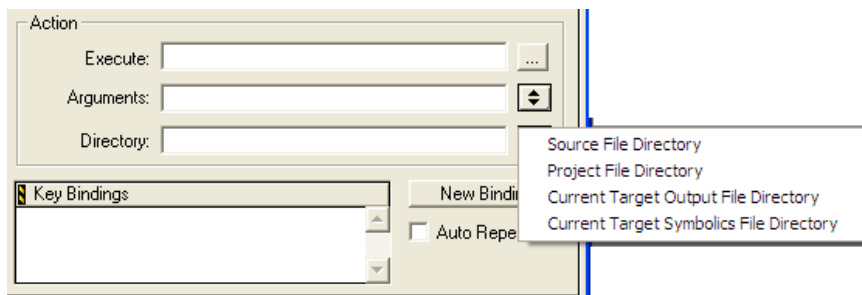 Action
Execute:
...
Arguments:
Directory:
Source File Directory
Project File Directory
Current Target Output File Directory
Current Target Symbolics File Directory
Key Bindings
New Bindi
Auto Repe